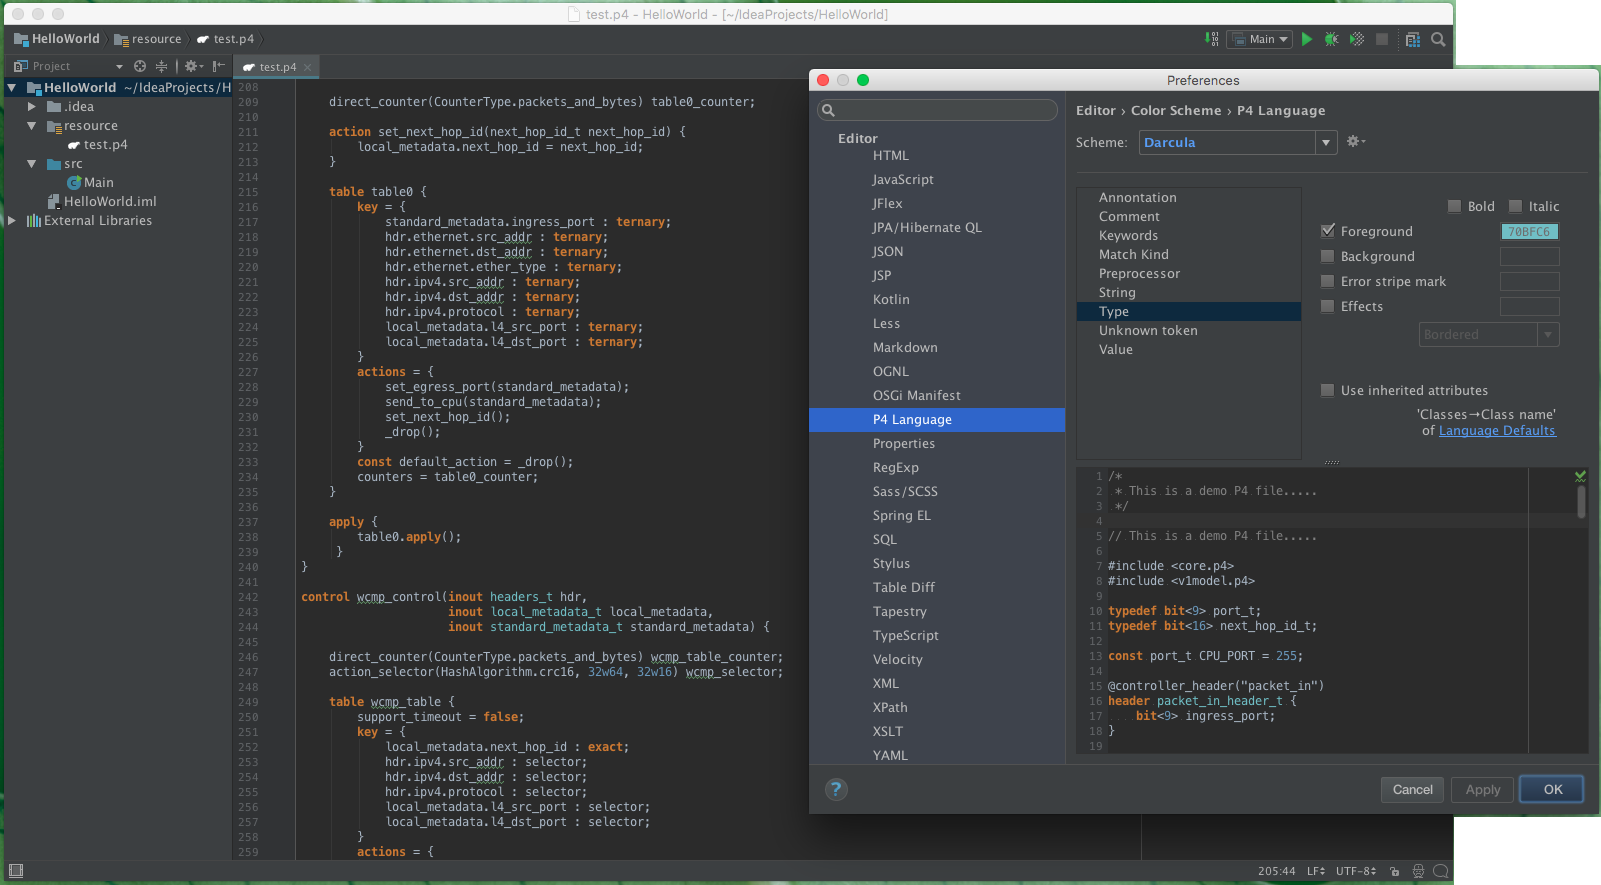 test.p4 - HelloWorld - [~/IdeaProjects/HelloWorld]
HelloWorld resource test.p4
Main
Project
test.p4
HelloWorld ~/IdeaProjects/H
.idea
resource
test.p4
src
Main
HelloWorld.iml
External Libraries
208
209 direct_counter(CounterType.packets_and_bytes) table0_counter;
210
211 action set_next_hop_id(next_hop_id_t next_hop_id) {
212 local_metadata.next_hop_id = next_hop_id;
213 }
214
215 table table0 {
216 key = {
217 standard_metadata.ingress_port : ternary;
218 hdr.ethernet.src_addr : ternary;
219 hdr.ethernet.dst_addr : ternary;
220 hdr.ethernet.ether_type : ternary;
221 hdr.ipv4.src_addr : ternary;
222 hdr.ipv4.dst_addr : ternary;
223 hdr.ipv4.protocol : ternary;
224 local_metadata.l4_src_port : ternary;
225 local_metadata.l4_dst_port : ternary;
226 }
227 actions = {
228 set_egress_port(standard_metadata);
229 send_to_cpu(standard_metadata);
230 set_next_hop_id();
231 _drop();
232 }
233 const default_action = _drop();
234 counters = table0_counter;
235 }
236
237 apply {
238 table0.apply();
239 }
240 }
241
242 control wcmp_control(inout headers_t hdr,
243 inout local_metadata_t local_metadata,
244 inout standard_metadata_t standard_metadata) {
245
246 direct_counter(CounterType.packets_and_bytes) wcmp_table_counter;
247 action_selector(HashAlgorithm.crc16, 32w64, 32w16) wcmp_selector;
248
249 table wcmp_table {
250 support_timeout = false;
251 key = {
252 local_metadata.next_hop_id : exact;
253 hdr.ipv4.src_addr : selector;
254 hdr.ipv4.dst_addr : selector;
255 hdr.ipv4.protocol : selector;
256 local_metadata.l4_src_port : selector;
257 local_metadata.l4_dst_port : selector;
258 }
259 actions = {
205:44 LF UTF-8
Preferences
Editor
HTML
JavaScript
JFlex
JPA/Hibernate QL
JSON
JSP
Kotlin
Less
Markdown
OGNL
OSGi Manifest
P4 Language
Properties
RegExp
Sass/SCSS
Spring EL
SQL
Stylus
Table Diff
Tapestry
TypeScript
Velocity
XML
XPath
XSLT
YAML
Editor › Color Scheme › P4 Language
Scheme: Darcula
Annontation
Comment
Keywords
Match Kind
Preprocessor
String
Type
Unknown token
Value
Bold Italic
Foreground 70BFC6
Background
Error stripe mark
Effects
Bordered
Use inherited attributes
'Classes→Class name'
of Language Defaults
1 /*
2 * This is a demo P4 file.....
3 */
4
5 // This is a demo P4 file.....
6
7 #include <core.p4>
8 #include <v1model.p4>
9
10 typedef bit<9> port_t;
11 typedef bit<16> next_hop_id_t;
12
13 const port_t CPU_PORT = 255;
14
15 @controller_header("packet_in")
16 header packet_in_header_t {
17 bit<9> ingress_port;
18 }
19
?
Cancel Apply OK